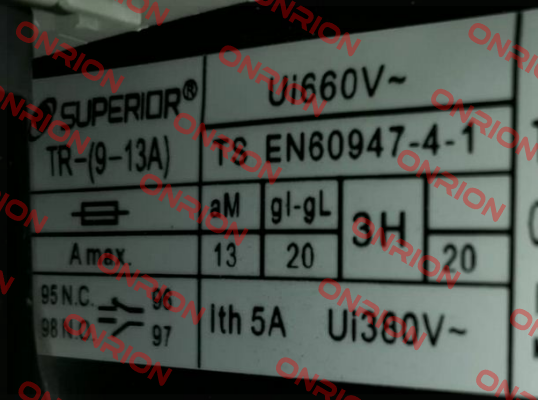 SUPERIOR®
TR-(9-13A)
Ui660V~
TS EN60947-4-1
aM gl-gL 3H
A max. 13 20 20
95 N.C. 96
98 N.O. 97
Ith 5A Ui380V~
ONRION